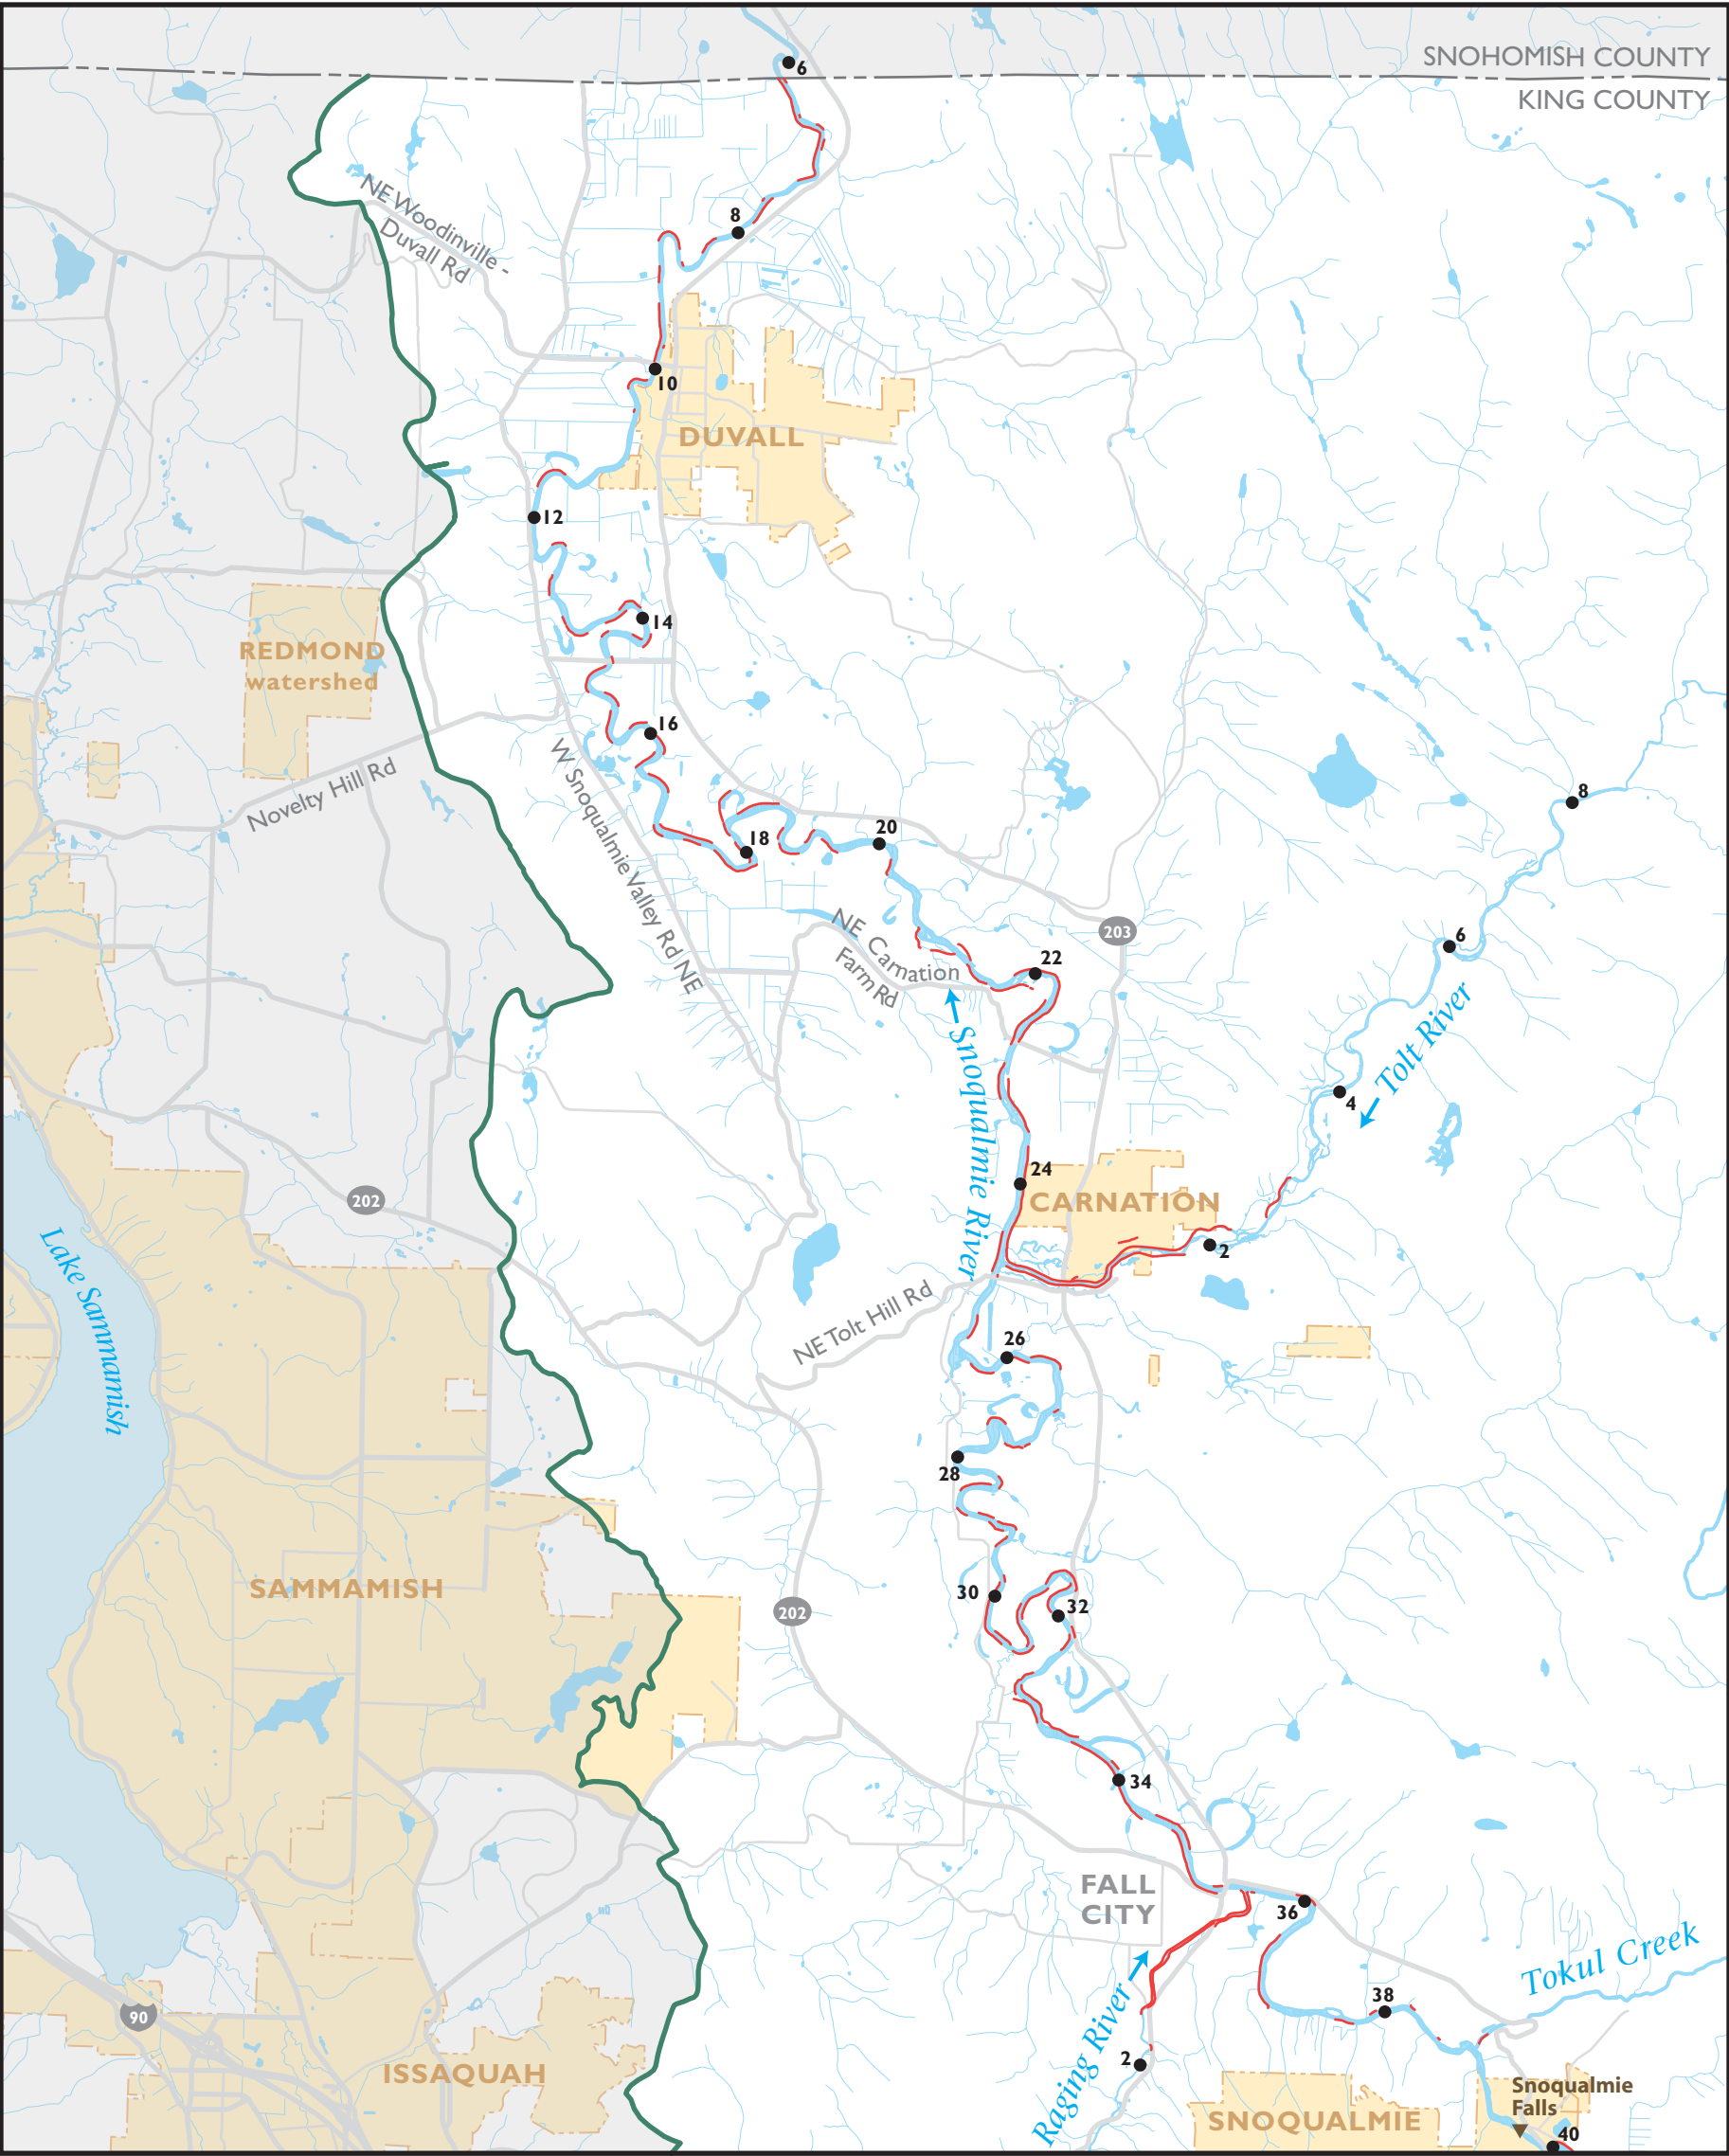 SNOHOMISH COUNTY
KING COUNTY
6
8
NE Woodinville -
Duvall Rd
10
DUVALL
12
14
REDMOND
watershed
16
Novelty Hill Rd
W Snoqualmie Valley Rd NE
18
20
8
NE Carnation
Farm Rd
203
6
22
Snoqualmie River
Tolt River
4
24
CARNATION
202
2
Lake Sammamish
NE Tolt Hill Rd
26
28
SAMMAMISH
30
32
202
34
FALL
CITY
36
Tokul Creek
38
90
Raging River
2
ISSAQUAH
SNOQUALMIE
Snoqualmie
Falls
40